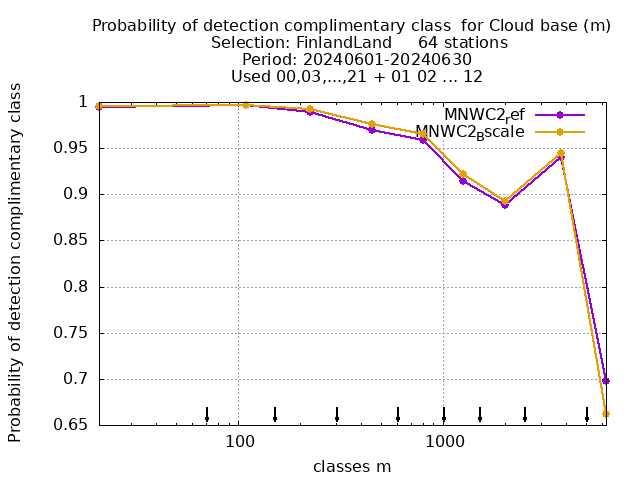 Probability of detection complimentary class  for Cloud base (m)
Selection: FinlandLand     64 stations
Period: 20240601-20240630
Used 00,03,...,21 + 01 02 ... 12
Probability of detection complimentary class
1
0.95
0.9
0.85
0.8
0.75
0.7
0.65
MNWC2ref
MNWC2Bscale
100
1000
classes m